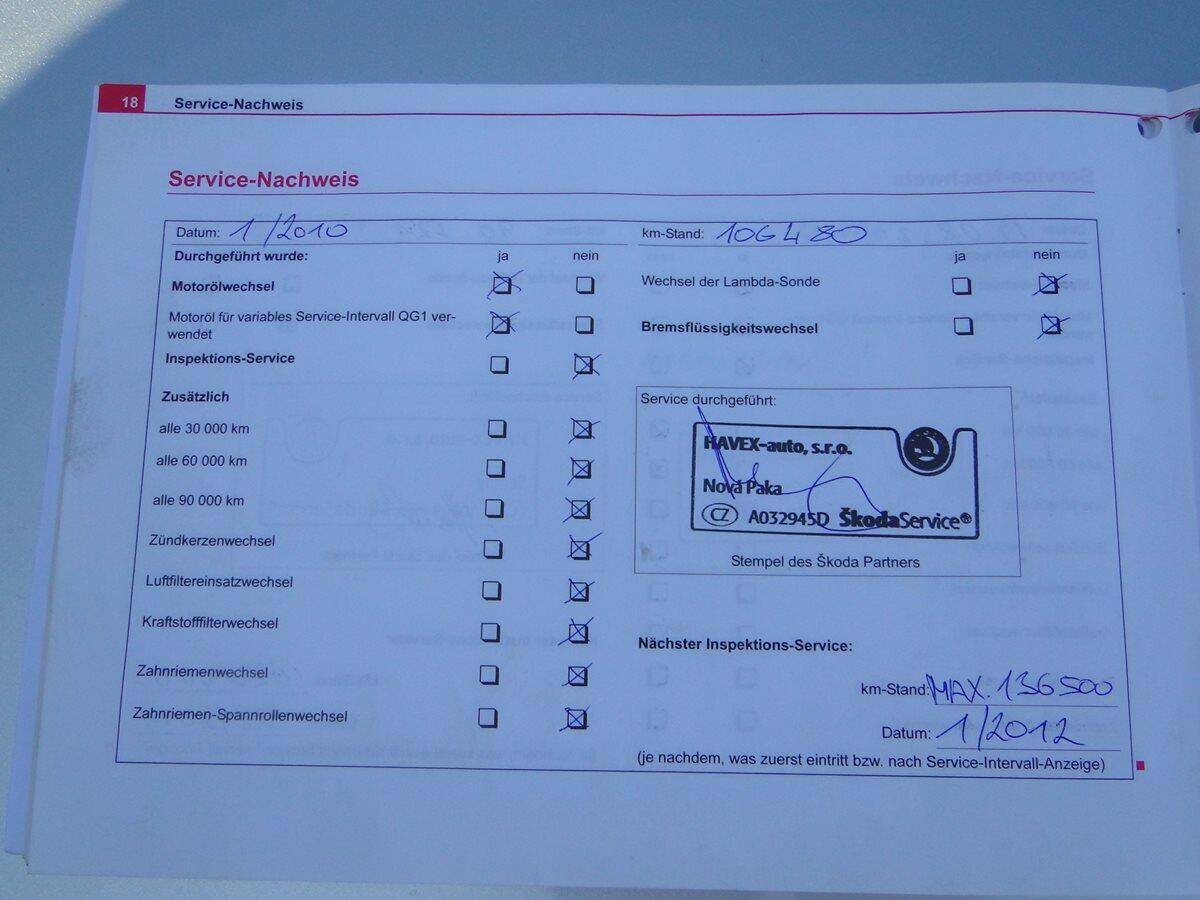 18 Service-Nachweis
Service-Nachweis
Datum: 1/2010
Durchgeführt wurde: ja nein
Motorölwechsel
Motoröl für variables Service-Intervall QG1 ver-
wendet
Inspektions-Service
Zusätzlich
alle 30 000 km
alle 60 000 km
alle 90 000 km
Zündkerzenwechsel
Luftfiltereinsatzwechsel
Kraftstofffilterwechsel
Zahnriemenwechsel
Zahnriemen-Spannrollenwechsel
km-Stand: 106480
ja nein
Wechsel der Lambda-Sonde
Bremsflüssigkeitswechsel
Service durchgeführt:
HAVEX-auto, s.r.o.
Nová Paka
CZ A032945D ŠkodaService®
Stempel des Škoda Partners
Nächster Inspektions-Service:
km-Stand: MAX. 136500
Datum: 1/2012
(je nachdem, was zuerst eintritt bzw. nach Service-Intervall-Anzeige)